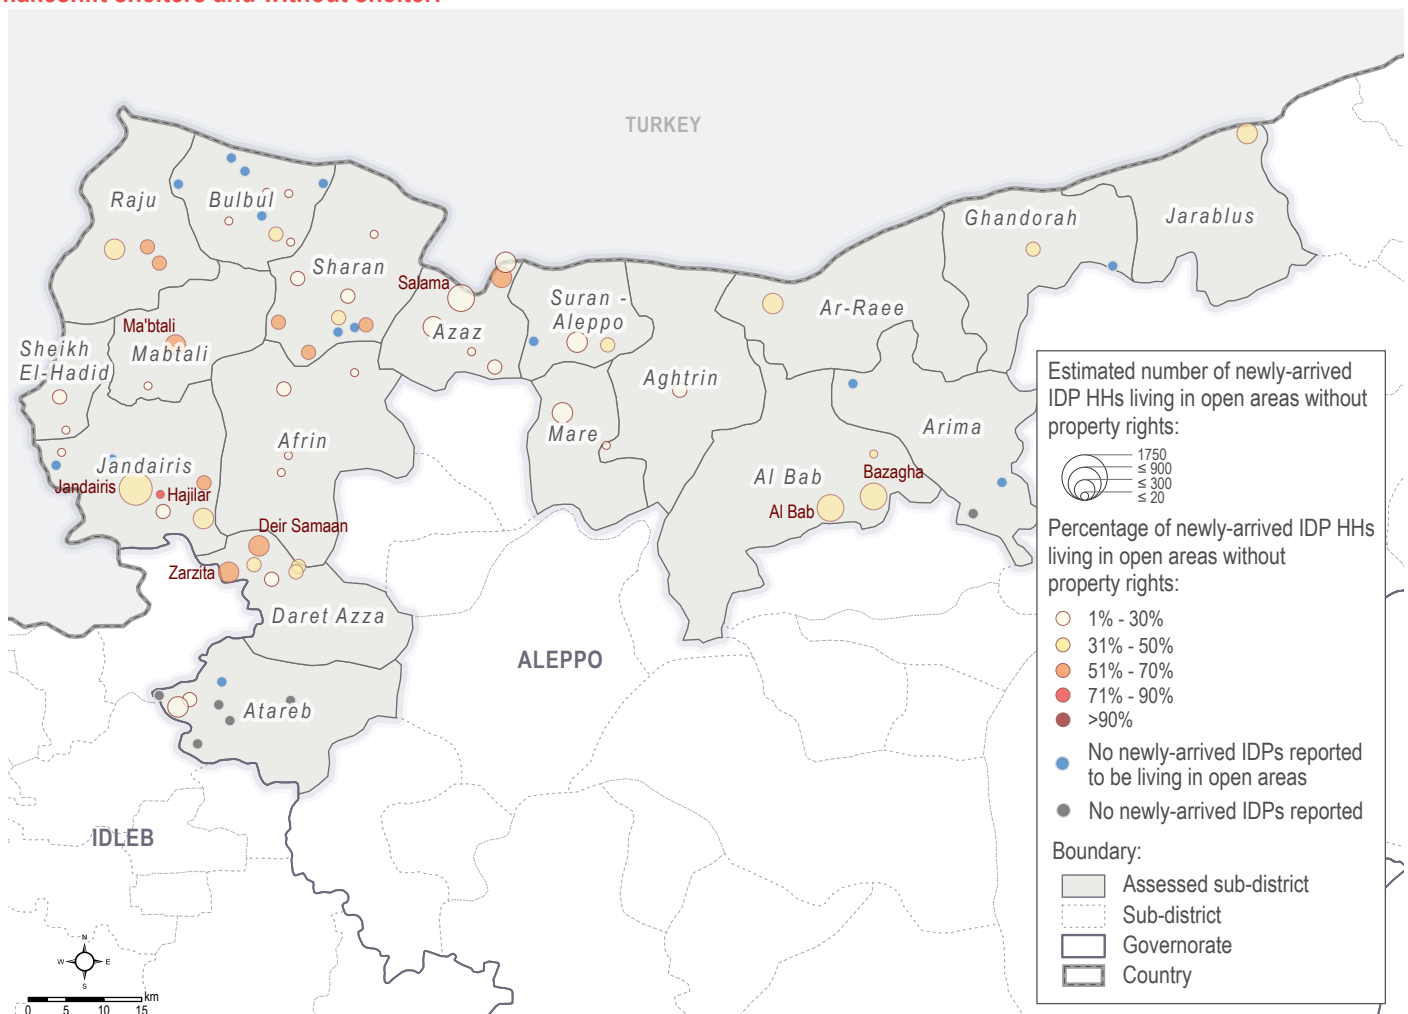 makeshift shelters and without shelter.
TURKEY
Raju
Bulbul
Sharan
Ghandorah
Jarablus
Salama
Suran -
Aleppo
Ar-Raee
Azaz
Ma'btali
Mabtali
Sheikh
El-Hadid
Aghtrin
Mare
Afrin
Arima
Jandairis
Jandairis
Hajilar
Al Bab
Bazagha
Al Bab
Deir Samaan
Zarzita
Daret Azza
ALEPPO
Atareb
IDLEB
Estimated number of newly-arrived
IDP HHs living in open areas without
property rights:
1750
≤ 900
≤ 300
≤ 20
Percentage of newly-arrived IDP HHs
living in open areas without
property rights:
1% - 30%
31% - 50%
51% - 70%
71% - 90%
>90%
No newly-arrived IDPs reported
to be living in open areas
No newly-arrived IDPs reported
Boundary:
Assessed sub-district
Sub-district
Governorate
Country
N
W E
S
km
0 5 10 15